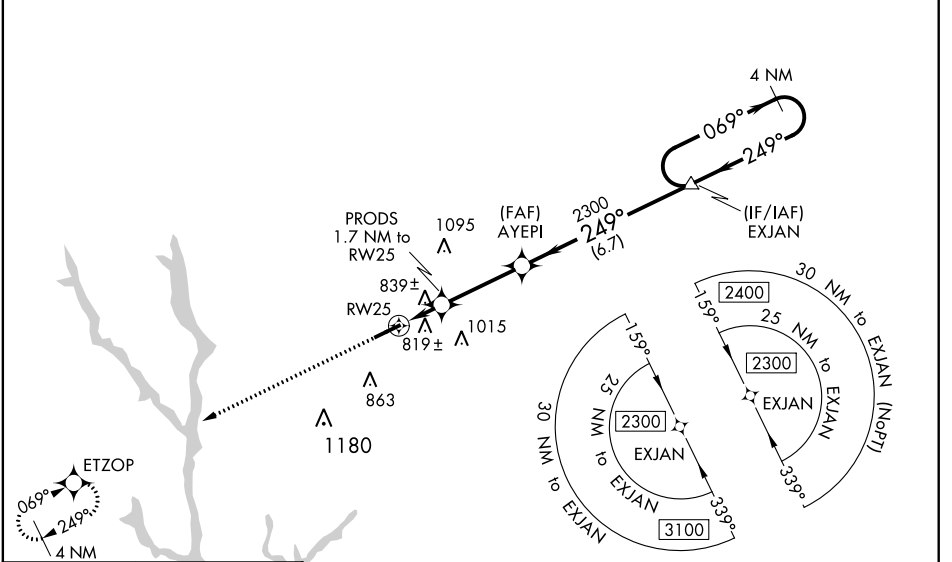 4 NM
069°
249°
(IF/IAF)
EXJAN
2300
249°
(6.7)
(FAF)
AYEPI
PRODS
1.7 NM to
RW25
1095
839±
RW25
819±
1015
863
1180
ETZOP
069°
249°
4 NM
30 NM to EXJAN (NoPT)
2400
159°
25 NM to EXJAN
2300
EXJAN
339°
159°
25 NM to EXJAN
30 NM to EXJAN
2300
EXJAN
339°
3100